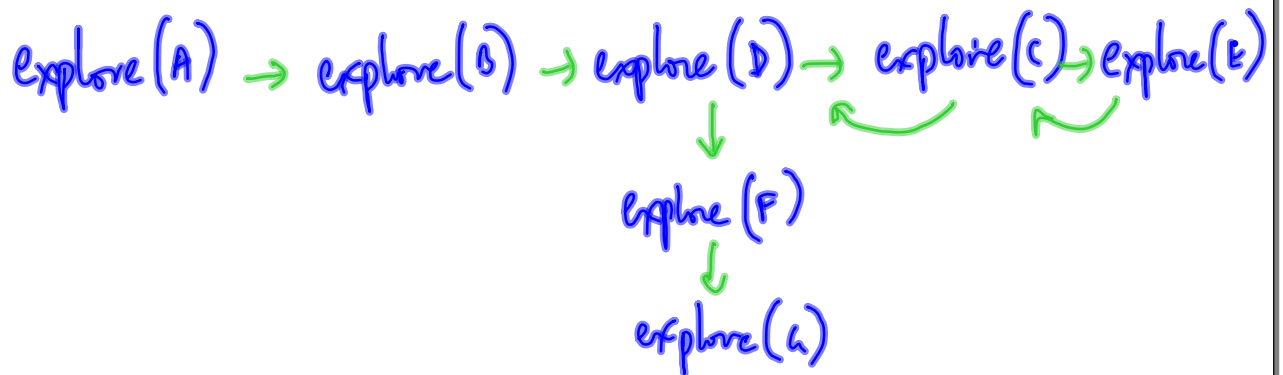 explore(A) → explore(B) → explore(D) → explore(C) → explore(E)
explore(F)
explore(G)